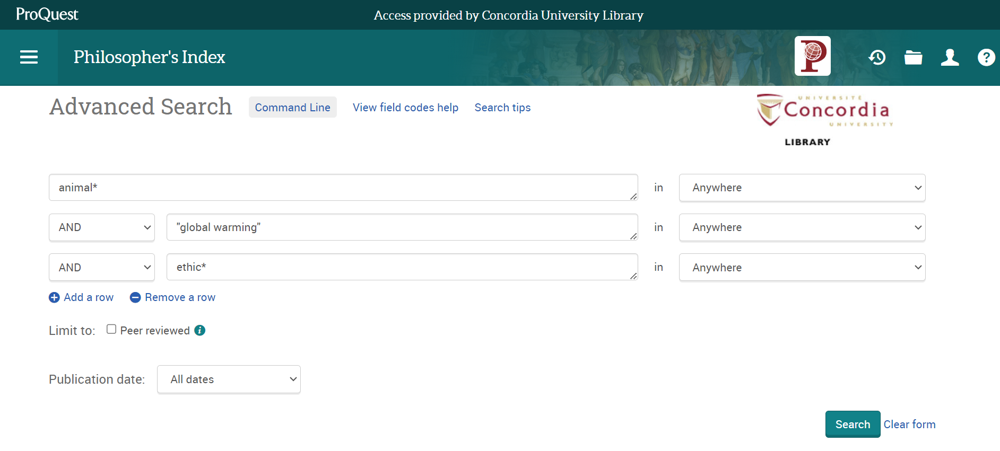 ProQuest
Access provided by Concordia University Library
Philosopher's Index
P
?
Advanced Search
Command Line
View field codes help
Search tips
UNIVERSITÉ
Concordia
UNIVERSITY
LIBRARY
animal*
in
Anywhere
AND
"global warming"
in
Anywhere
AND
ethic*
in
Anywhere
Add a row
Remove a row
Limit to:
Peer reviewed
i
Publication date:
All dates
Search
Clear form